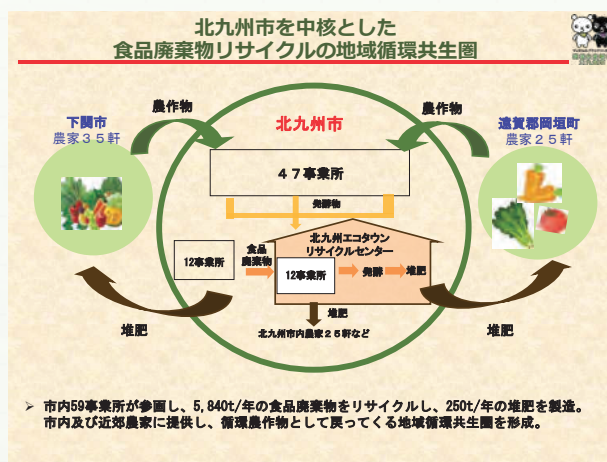 北九州市を中核とした
食品廃棄物リサイクルの地域循環共生圏
農作物
農作物
下関市
農家35軒
北九州市
遠賀郡岡垣町
農家25軒
47事業所
発酵物
北九州エコタウン
リサイクルセンター
12事業所
食品
廃棄物
12事業所
発酵
堆肥
堆肥
堆肥
堆肥
北九州市内農家25軒など
➢ 市内59事業所が参画し、5,840t/年の食品廃棄物をリサイクルし、250t/年の堆肥を製造。
市内及び近郊農家に提供し、循環農作物として戻ってくる地域循環共生圏を形成。